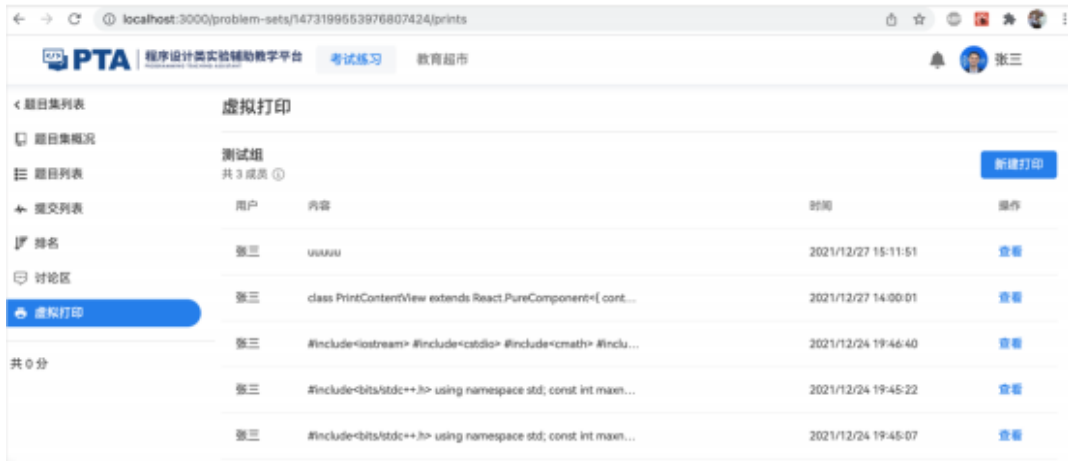 localhost:3000/problem-sets/1473199553976807424/prints
PTA 程序设计类实验辅助教学平台 考试练习 教育超市 张三
题目集列表
虚拟打印
题目集概况
测试组
共 3 成员
新建打印
题目列表
提交列表
用户 内容 时间 操作
排名
张三 uuuuu 2021/12/27 15:11:51 查看
讨论区
张三 class PrintContentView extends React.PureComponent<{ cont... 2021/12/27 14:00:01 查看
虚拟打印
张三 #include<iostream> #include<cstdio> #include<cmath> #inclu... 2021/12/24 19:46:40 查看
共 0 分
张三 #include<bits/stdc++.h> using namespace std; const int maxn... 2021/12/24 19:45:22 查看
张三 #include<bits/stdc++.h> using namespace std; const int maxn... 2021/12/24 19:45:07 查看